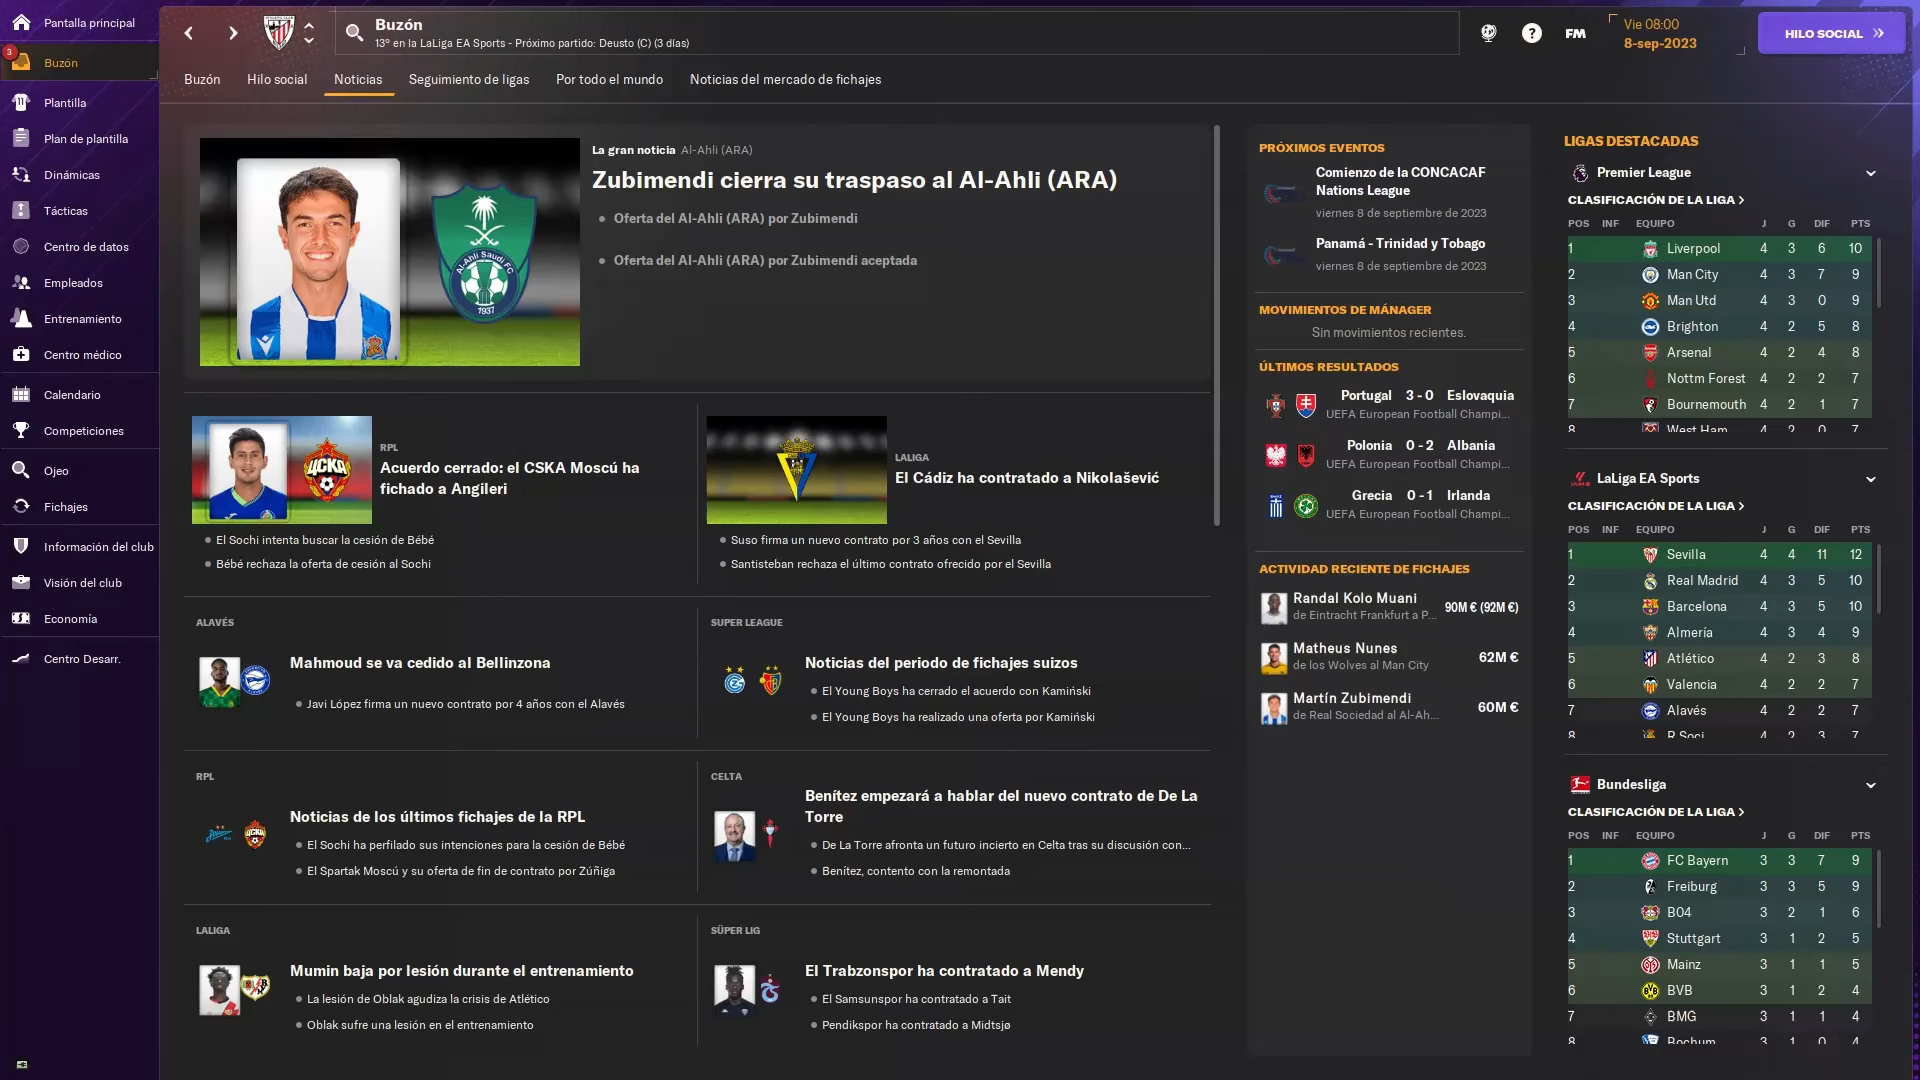 Pantalla principal
3
Buzón
11
Plantilla
Plan de plantilla
Dinámicas
Tácticas
Centro de datos
Empleados
Entrenamiento
Centro médico
Calendario
Competiciones
Ojeo
Fichajes
Información del club
Visión del club
Economía
Centro Desarr.
Buzón
13º en la LaLiga EA Sports - Próximo partido: Deusto (C) (3 días)
?
FM
Vie 08:00
8-sep-2023
HILO SOCIAL
Buzón Hilo social Noticias Seguimiento de ligas Por todo el mundo Noticias del mercado de fichajes
La gran noticia Al-Ahli (ARA)
Zubimendi cierra su traspaso al Al-Ahli (ARA)
Oferta del Al-Ahli (ARA) por Zubimendi
Oferta del Al-Ahli (ARA) por Zubimendi aceptada
Al-Ahli Saudi FC
1937
RPL
Acuerdo cerrado: el CSKA Moscú ha
fichado a Angileri
El Sochi intenta buscar la cesión de Bébé
Bébé rechaza la oferta de cesión al Sochi
ЦСКА
LALIGA
El Cádiz ha contratado a Nikolašević
Suso firma un nuevo contrato por 3 años con el Sevilla
Santisteban rechaza el último contrato ofrecido por el Sevilla
ALAVÉS
Mahmoud se va cedido al Bellinzona
Javi López firma un nuevo contrato por 4 años con el Alavés
SUPER LEAGUE
Noticias del periodo de fichajes suizos
El Young Boys ha cerrado el acuerdo con Kamiński
El Young Boys ha realizado una oferta por Kamiński
RPL
Noticias de los últimos fichajes de la RPL
El Sochi ha perfilado sus intenciones para la cesión de Bébé
El Spartak Moscú y su oferta de fin de contrato por Zúñiga
CELTA
Benítez empezará a hablar del nuevo contrato de De La
Torre
De La Torre afronta un futuro incierto en Celta tras su discusión con...
Benítez, contento con la remontada
LALIGA
Mumin baja por lesión durante el entrenamiento
La lesión de Oblak agudiza la crisis de Atlético
Oblak sufre una lesión en el entrenamiento
SÜPER LIG
El Trabzonspor ha contratado a Mendy
El Samsunspor ha contratado a Tait
Pendikspor ha contratado a Midtsjø
PRÓXIMOS EVENTOS
Comienzo de la CONCACAF
Nations League
viernes 8 de septiembre de 2023
Panamá - Trinidad y Tobago
viernes 8 de septiembre de 2023
MOVIMIENTOS DE MÁNAGER
Sin movimientos recientes.
ÚLTIMOS RESULTADOS
Portugal 3 - 0 Eslovaquia
UEFA European Football Champi...
Polonia 0 - 2 Albania
UEFA European Football Champi...
Grecia 0 - 1 Irlanda
UEFA European Football Champi...
ACTIVIDAD RECIENTE DE FICHAJES
Randal Kolo Muani 90M € (92M €)
de Eintracht Frankfurt a P...
Matheus Nunes 62M €
de los Wolves al Man City
Martín Zubimendi 60M €
de Real Sociedad al Al-Ah...
LIGAS DESTACADAS
Premier League
CLASIFICACIÓN DE LA LIGA
POS INF EQUIPO J G DIF PTS
1 Liverpool 4 3 6 10
2 Man City 4 3 7 9
3 Man Utd 4 3 0 9
4 Brighton 4 2 5 8
5 Arsenal 4 2 4 8
6 Nottm Forest 4 2 2 7
7 Bournemouth 4 2 1 7
8 West Ham 4 2 0 7
LaLiga EA Sports
CLASIFICACIÓN DE LA LIGA
POS INF EQUIPO J G DIF PTS
1 Sevilla 4 4 11 12
2 Real Madrid 4 3 5 10
3 Barcelona 4 3 5 10
4 Almería 4 3 4 9
5 Atlético 4 2 3 8
6 Valencia 4 2 2 7
7 Alavés 4 2 2 7
8 R Soci 4 2 3 7
Bundesliga
CLASIFICACIÓN DE LA LIGA
POS INF EQUIPO J G DIF PTS
1 FC Bayern 3 3 7 9
2 Freiburg 3 3 5 9
3 B04 3 2 1 6
4 Stuttgart 3 1 2 5
5 Mainz 3 1 1 5
6 BVB 3 1 2 4
7 BMG 3 1 1 4
8 Bochum 3 1 0 4